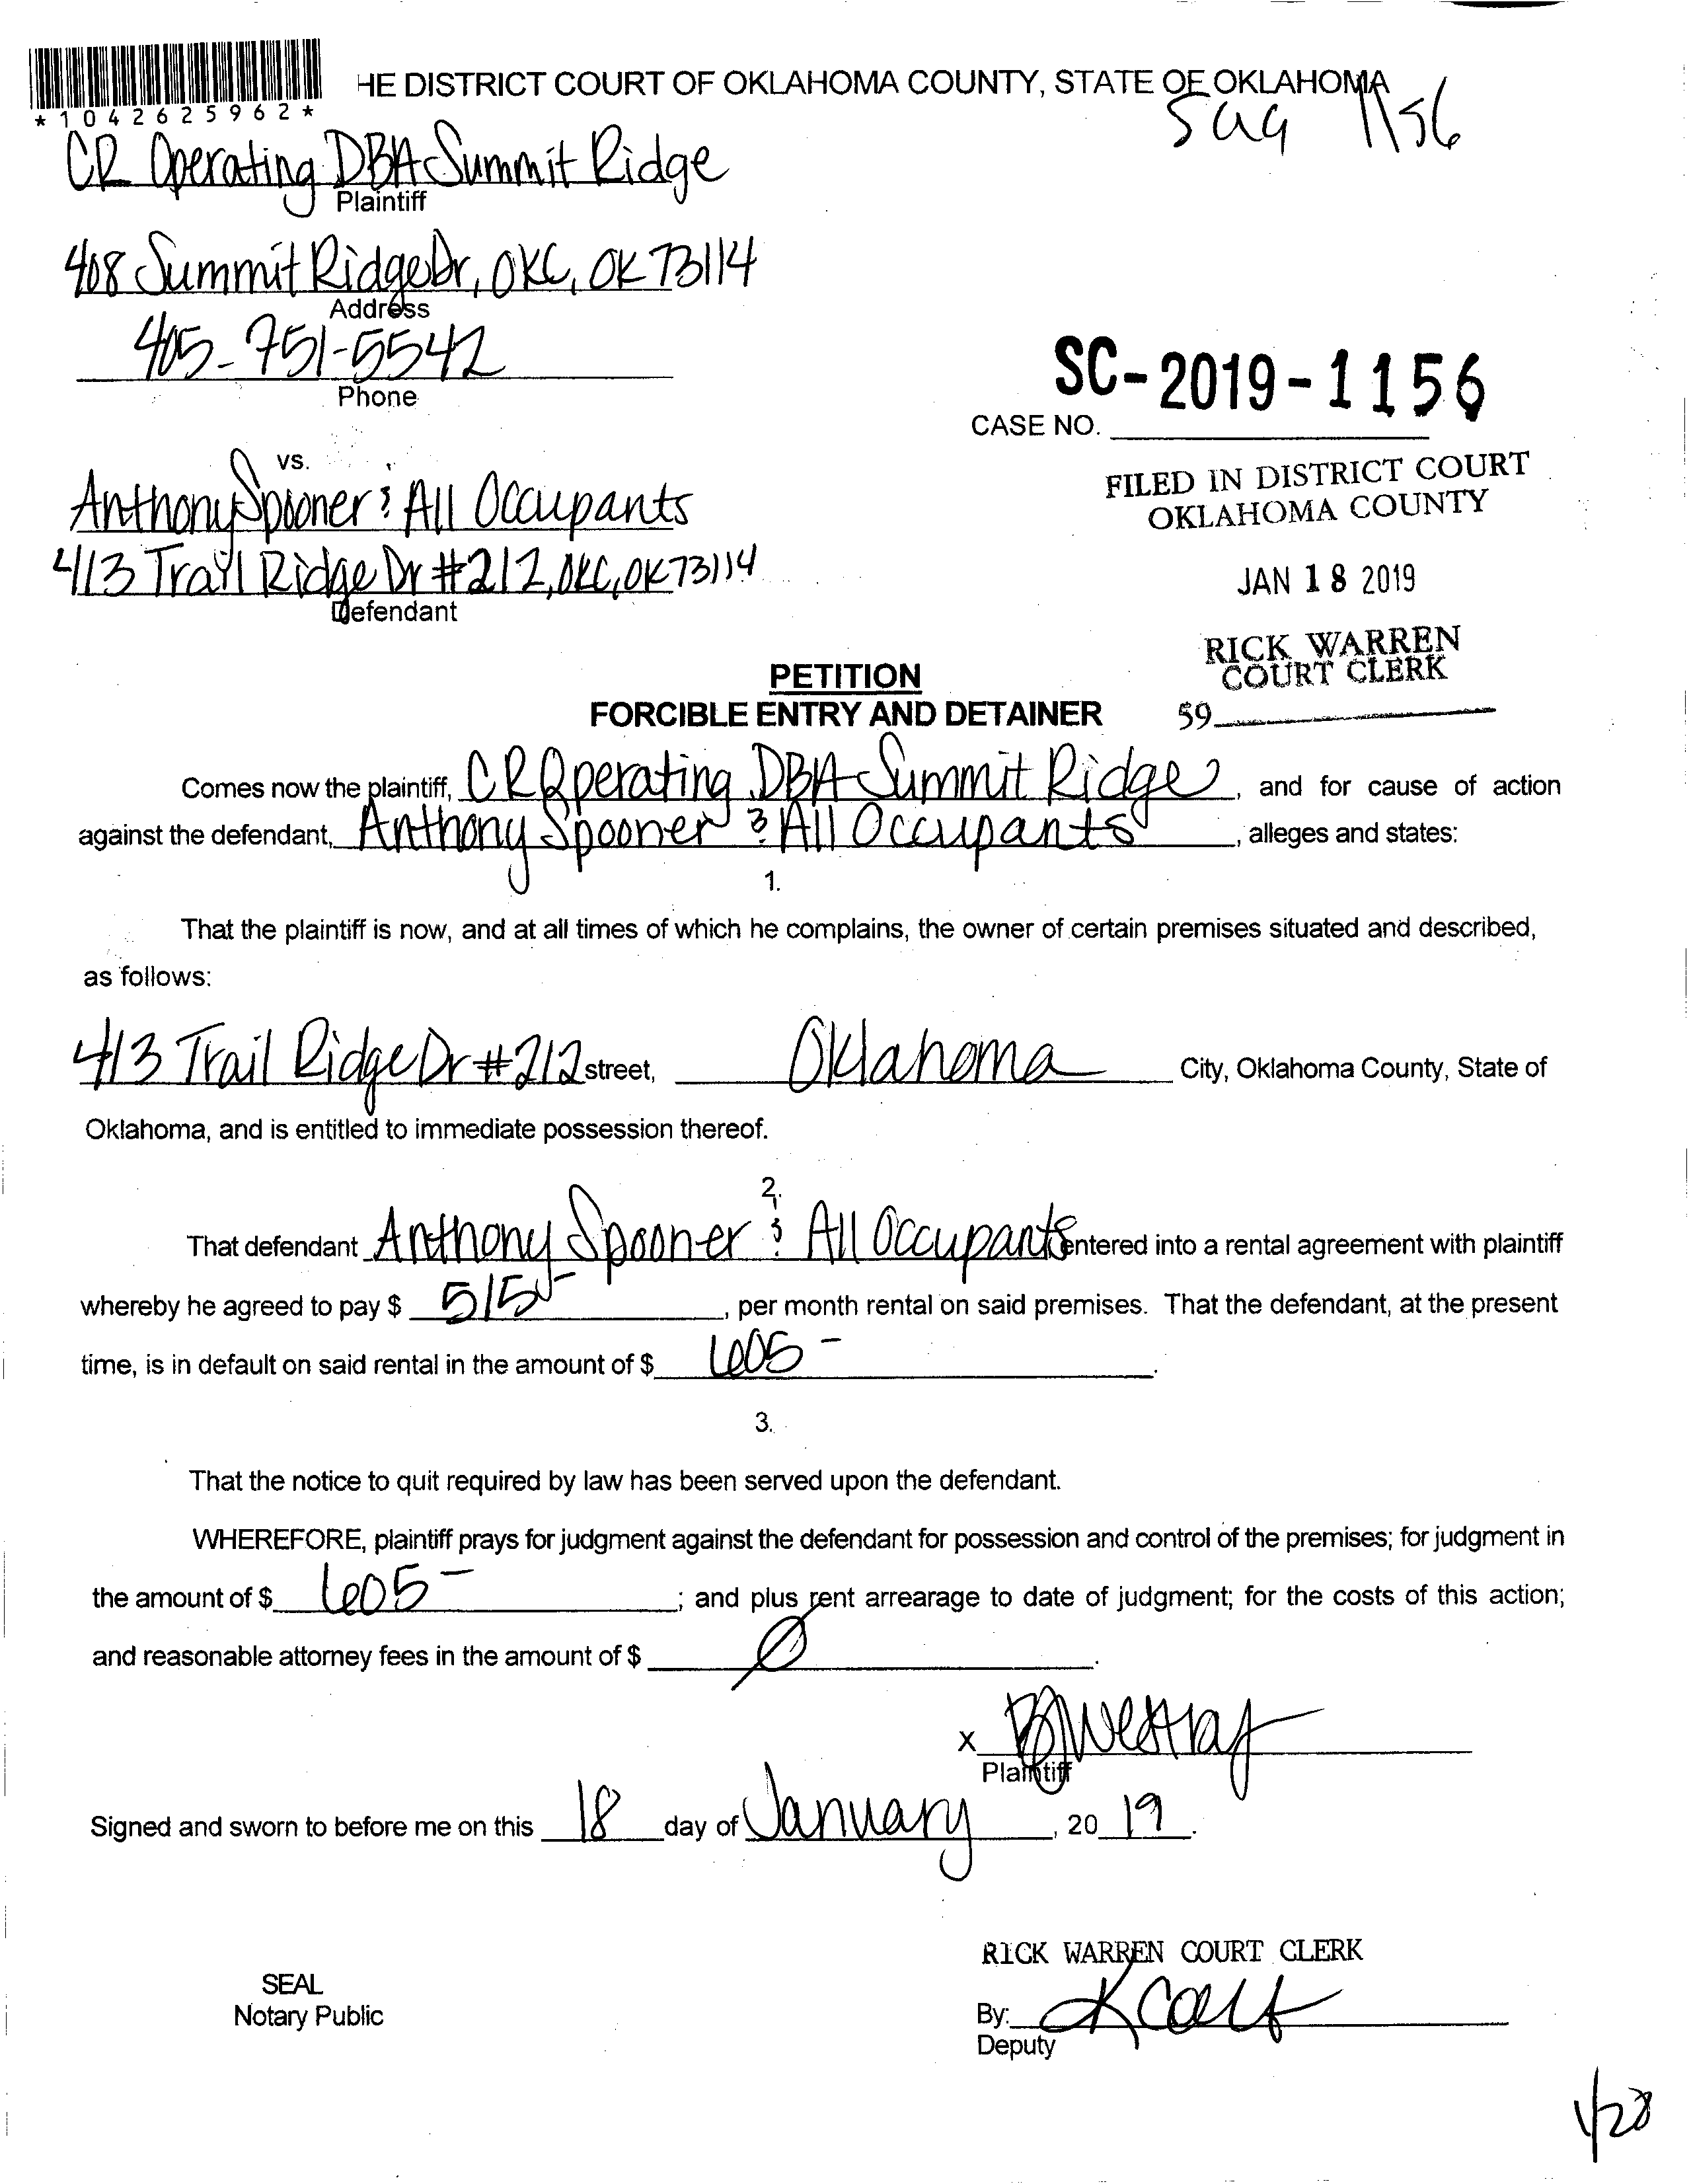 HE DISTRICT COURT OF OKLAHOMA COUNTY, STATE OF OKLAHOMA
*1042625962*
1156
CR Operating DBA Summit Ridge
Plaintiff
408 Summit Ridge Dr, OKC, OK 73114
Address
405-751-5542
Phone
SC-2019-1156
CASE NO.
vs.
FILED IN DISTRICT COURT
OKLAHOMA COUNTY
Anthony Spooner & All Occupants
413 Trail Ridge Dr #212, OKC, OK 73114
Defendant
JAN 18 2019
RICK WARREN
COURT CLERK
59
PETITION
FORCIBLE ENTRY AND DETAINER
Comes now the plaintiff, CR Operating DBA Summit Ridge, and for cause of action
against the defendant, Anthony Spooner & All Occupants, alleges and states:
1.
That the plaintiff is now, and at all times of which he complains, the owner of certain premises situated and described,
as follows:
413 Trail Ridge Dr #212 street, Oklahoma City, Oklahoma County, State of
Oklahoma, and is entitled to immediate possession thereof.
2.
That defendant Anthony Spooner & All Occupants entered into a rental agreement with plaintiff
whereby he agreed to pay $ 515-, per month rental on said premises. That the defendant, at the present
time, is in default on said rental in the amount of $ 605-.
3.
That the notice to quit required by law has been served upon the defendant.
WHEREFORE, plaintiff prays for judgment against the defendant for possession and control of the premises; for judgment in
the amount of $ 605-; and plus rent arrearage to date of judgment; for the costs of this action;
and reasonable attorney fees in the amount of $ Ø.
X
Plaintiff
Signed and sworn to before me on this 18 day of January, 20 19.
RICK WARREN COURT CLERK
SEAL
Notary Public
By:
Deputy
1/28